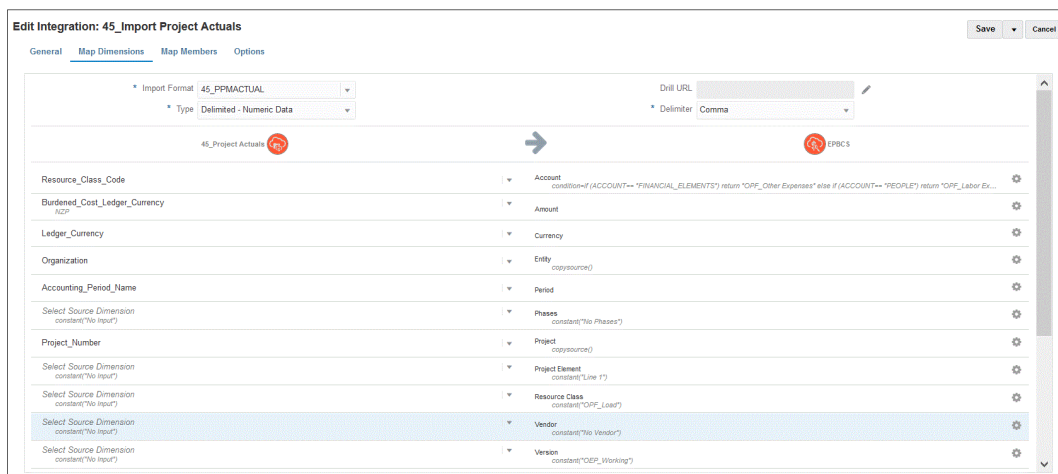 Edit Integration: 45_Import Project Actuals
Save
Cancel
General Map Dimensions Map Members Options
* Import Format 45_PPMACTUAL
Drill URL
* Type Delimited - Numeric Data
* Delimiter Comma
45_Project Actuals
EPBCS
Resource_Class_Code
Account
condition=if (ACCOUNT== "FINANCIAL_ELEMENTS") return "OPF_Other Expenses" else if (ACCOUNT== "PEOPLE") return "OPF_Labor Ex...
Burdened_Cost_Ledger_Currency
NZP
Amount
Ledger_Currency
Currency
Organization
Entity
copysource()
Accounting_Period_Name
Period
Select Source Dimension
constant("No Input")
Phases
constant("No Phases")
Project_Number
Project
copysource()
Select Source Dimension
constant("No Input")
Project Element
constant("Line 1")
Select Source Dimension
constant("No Input")
Resource Class
constant("OPF_Load")
Select Source Dimension
constant("No Input")
Vendor
constant("No Vendor")
Select Source Dimension
constant("No Input")
Version
constant("OEP_Working")